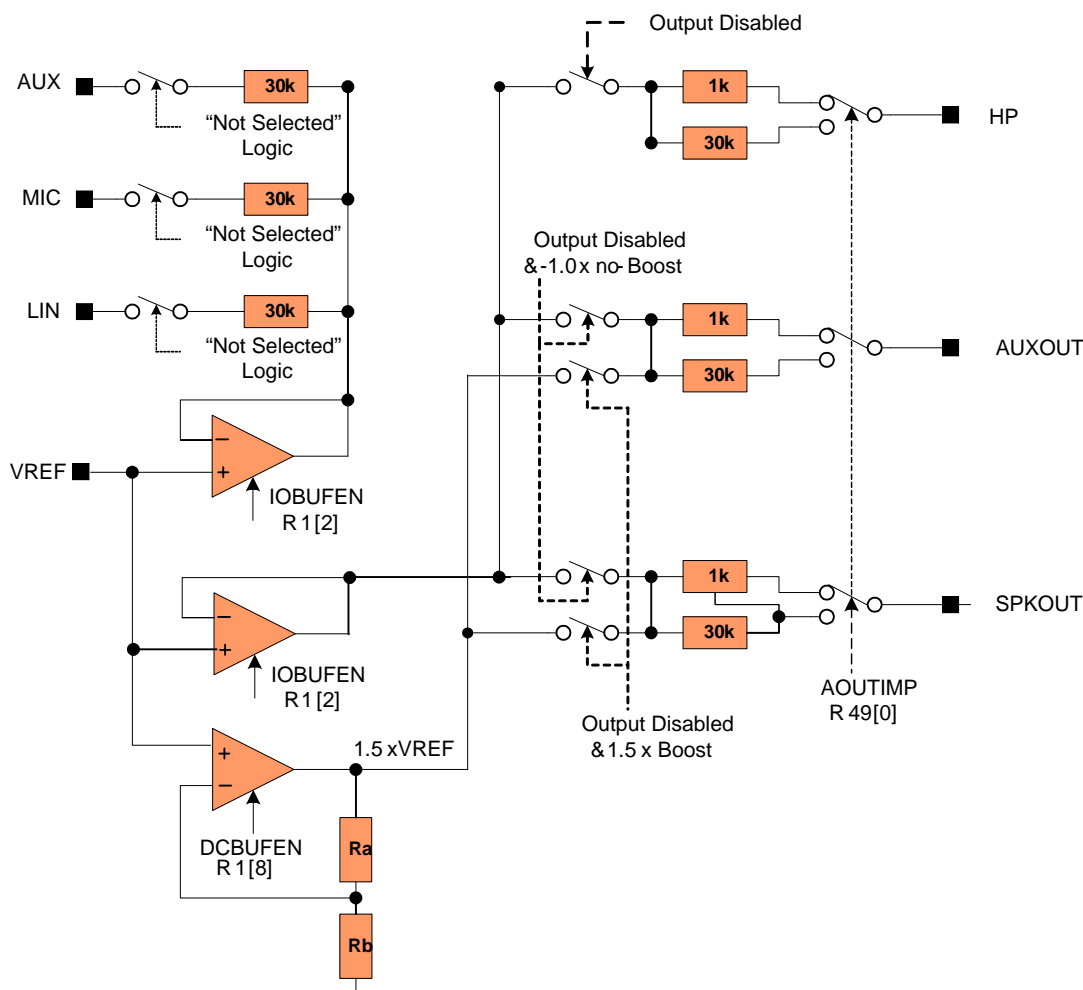 Output Disabled
AUX
30k
"Not Selected"
Logic
1k
30k
HP
MIC
30k
"Not Selected"
Logic
Output Disabled
& -1.0 x no- Boost
LIN
30k
"Not Selected"
Logic
1k
30k
AUXOUT
VREF
IOBUFEN
R 1 [2]
1k
30k
SPKOUT
IOBUFEN
R 1 [2]
AOUTIMP
R 49[0]
Output Disabled
& 1.5 x Boost
1.5 xVREF
DCBUFEN
R 1 [8]
Ra
Rb